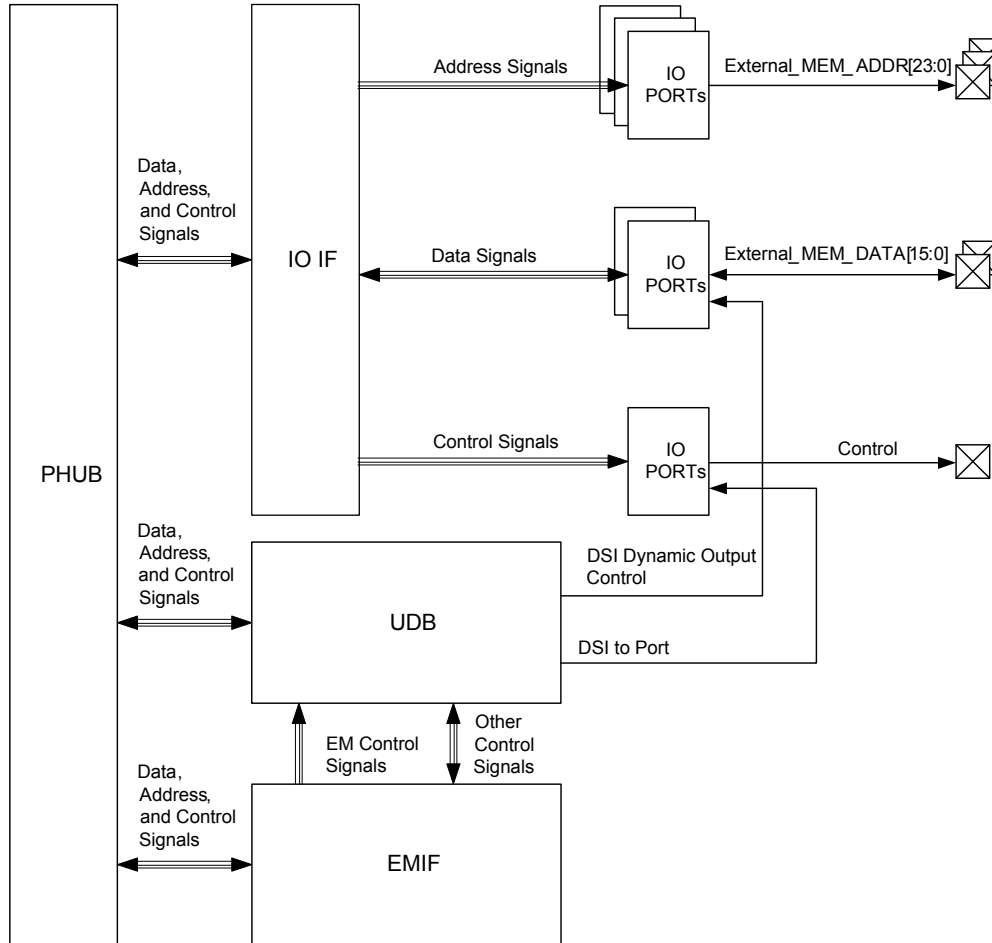 Address Signals
IO
PORTs
External_MEM_ADDR[23:0]
Data,
Address,
and Control
Signals
IO IF
Data Signals
IO
PORTs
External_MEM_DATA[15:0]
Control Signals
IO
PORTs
Control
PHUB
Data,
Address,
and Control
Signals
UDB
DSI Dynamic Output
Control
DSI to Port
EM Control
Signals
Other
Control
Signals
Data,
Address,
and Control
Signals
EMIF